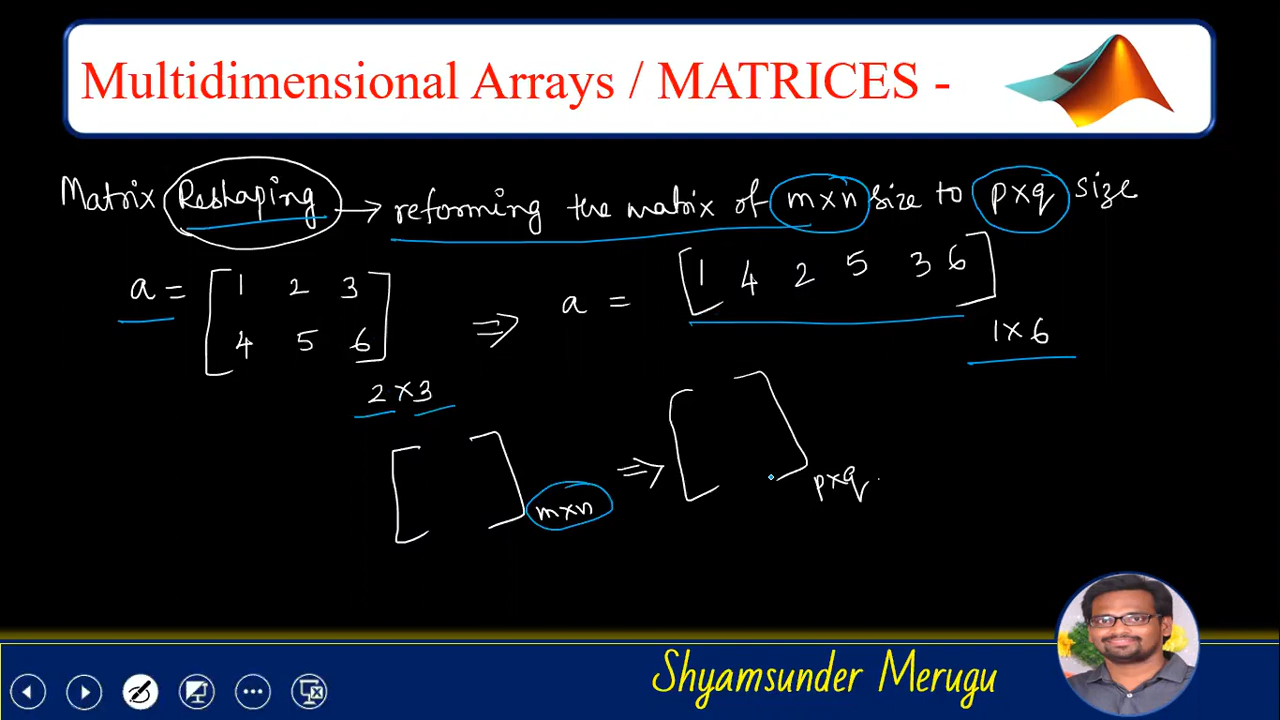 Multidimensional Arrays / MATRICES -
Matrix Reshaping → reforming the matrix of m×n size to p×q size
a = [1 2 3
4 5 6]
2×3
⇒ a = [1 4 2 5 3 6]
1×6
[ ] m×n ⇒ [ ] p×q
Shyamsunder Merugu